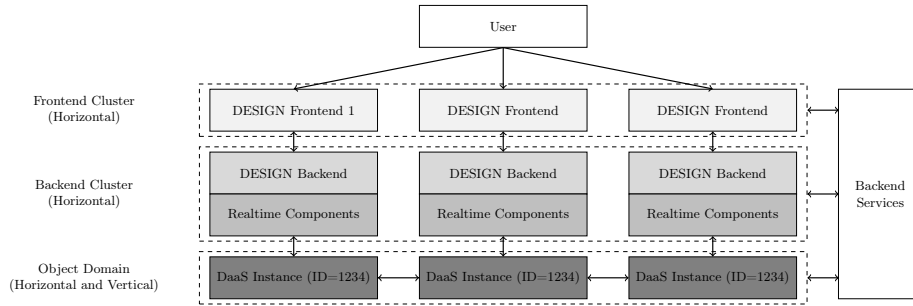 User
Frontend Cluster
(Horizontal)
DESIGN Frontend 1
DESIGN Frontend
DESIGN Frontend
Backend Cluster
(Horizontal)
DESIGN Backend
DESIGN Backend
DESIGN Backend
Realtime Components
Realtime Components
Realtime Components
Backend
Services
Object Domain
(Horizontal and Vertical)
DaaS Instance (ID=1234)
DaaS Instance (ID=1234)
DaaS Instance (ID=1234)